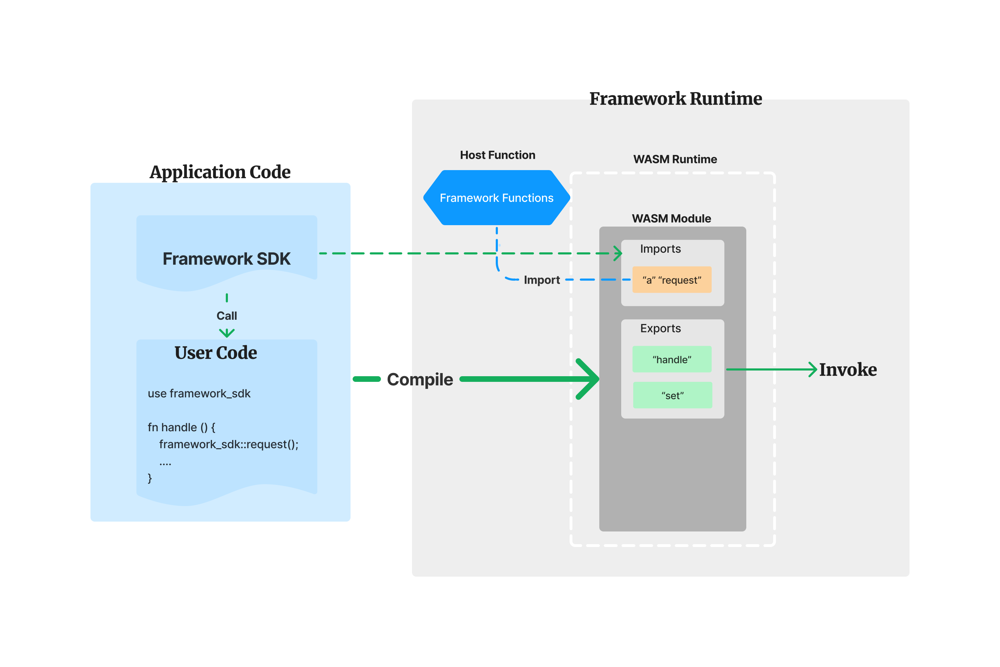 Framework Runtime
Application Code
Framework SDK
Call
User Code
use framework_sdk
fn handle () {
framework_sdk::request();
....
}
Compile
Host Function
Framework Functions
Import
WASM Runtime
WASM Module
Imports
“a” “request”
Exports
“handle”
“set”
Invoke